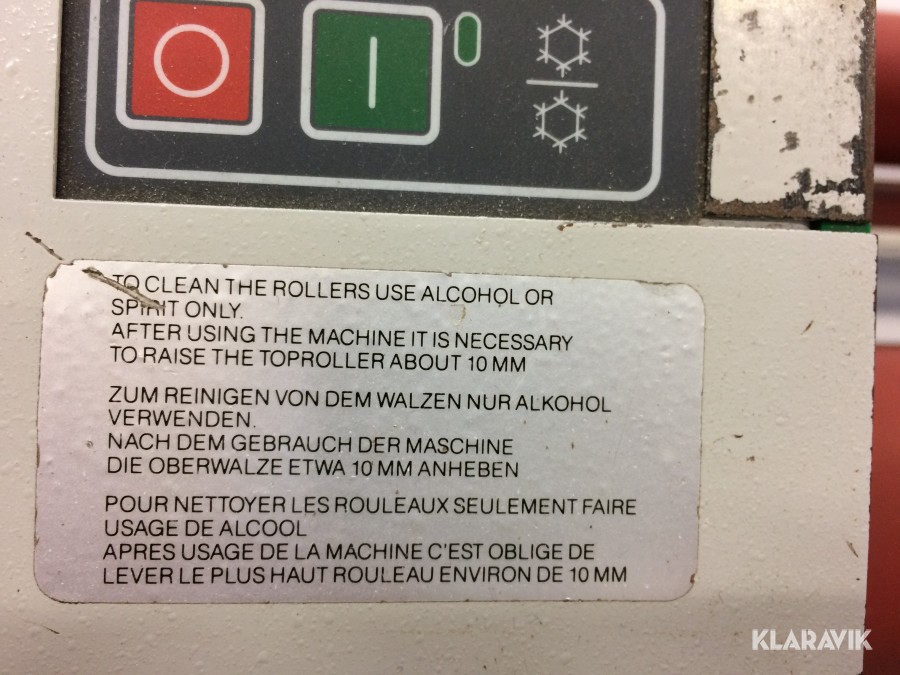 TO CLEAN THE ROLLERS USE ALCOHOL OR
SPIRIT ONLY.
AFTER USING THE MACHINE IT IS NECESSARY
TO RAISE THE TOPROLLER ABOUT 10 MM
ZUM REINIGEN VON DEM WALZEN NUR ALKOHOL
VERWENDEN.
NACH DEM GEBRAUCH DER MASCHINE
DIE OBERWALZE ETWA 10 MM ANHEBEN
POUR NETTOYER LES ROULEAUX SEULEMENT FAIRE
USAGE DE ALCOOL
APRES USAGE DE LA MACHINE C'EST OBLIGE DE
LEVER LE PLUS HAUT ROULEAU ENVIRON DE 10 MM
KLARAVIK